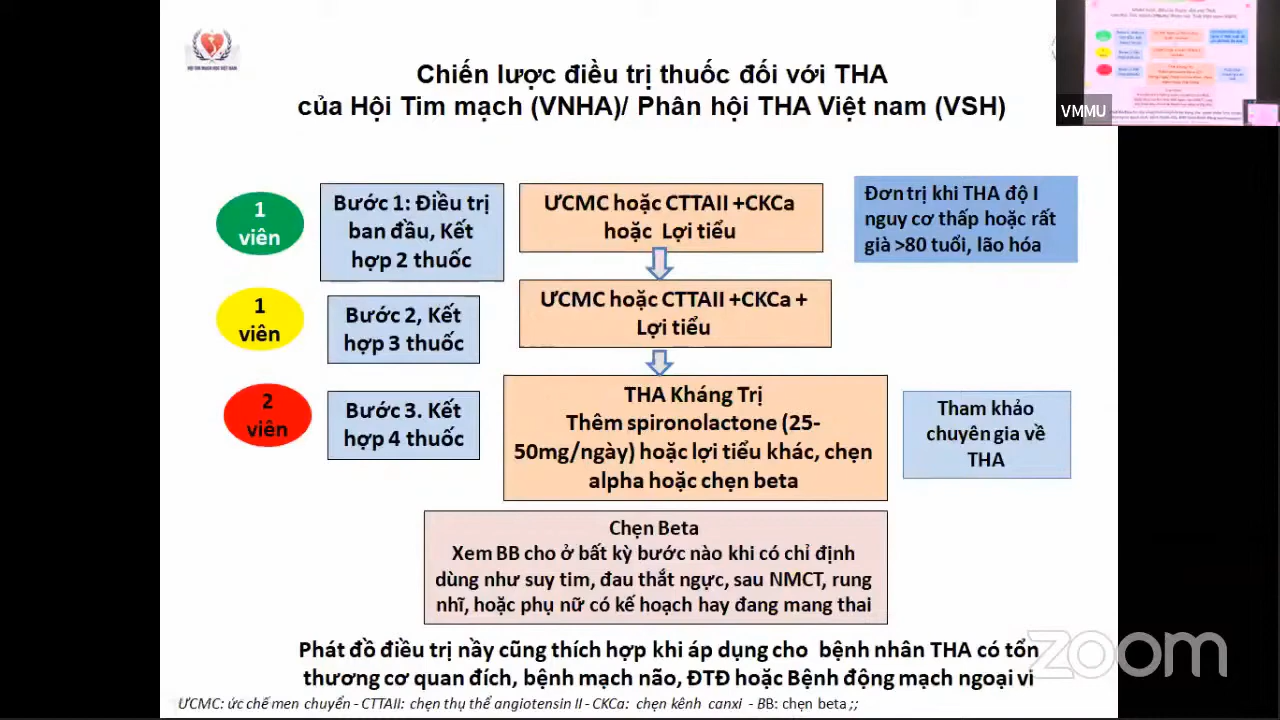 HỘI TIM MẠCH HỌC VIỆT NAM
Chiến lược điều trị thuốc đối với THA
của Hội Tim mạch (VNHA)/ Phân hội THA Việt nam (VSH)
VMMU
1
viên
Bước 1: Điều trị
ban đầu, Kết
hợp 2 thuốc
ƯCMC hoặc CTTAII +CKCa
hoặc Lợi tiểu
Đơn trị khi THA độ I
nguy cơ thấp hoặc rất
già >80 tuổi, lão hóa
1
viên
Bước 2, Kết
hợp 3 thuốc
ƯCMC hoặc CTTAII +CKCa +
Lợi tiểu
2
viên
Bước 3. Kết
hợp 4 thuốc
THA Kháng Trị
Thêm spironolactone (25-
50mg/ngày) hoặc lợi tiểu khác, chẹn
alpha hoặc chẹn beta
Tham khảo
chuyên gia về
THA
Chẹn Beta
Xem BB cho ở bất kỳ bước nào khi có chỉ định
dùng như suy tim, đau thắt ngực, sau NMCT, rung
nhĩ, hoặc phụ nữ có kế hoạch hay đang mang thai
Phát đồ điều trị nầy cũng thích hợp khi áp dụng cho bệnh nhân THA có tổn
thương cơ quan đích, bệnh mạch não, ĐTĐ hoặc Bệnh động mạch ngoại vi
zoom
ƯCMC: ức chế men chuyển - CTTAII: chẹn thụ thể angiotensin II - CKCa: chẹn kênh canxi - BB: chẹn beta ;;